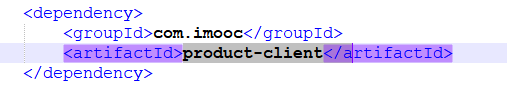 <dependency>
<groupId>com.imooc</groupId>
<artifactId>product-client</artifactId>
</dependency>